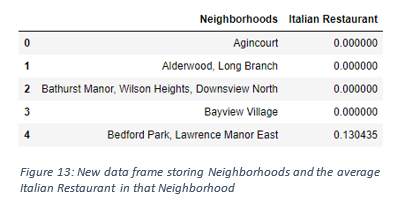 Neighborhoods Italian Restaurant
0 Agincourt 0.000000
1 Alderwood, Long Branch 0.000000
2 Bathurst Manor, Wilson Heights, Downsview North 0.000000
3 Bayview Village 0.000000
4 Bedford Park, Lawrence Manor East 0.130435
Figure 13: New data frame storing Neighborhoods and the average
Italian Restaurant in that Neighborhood